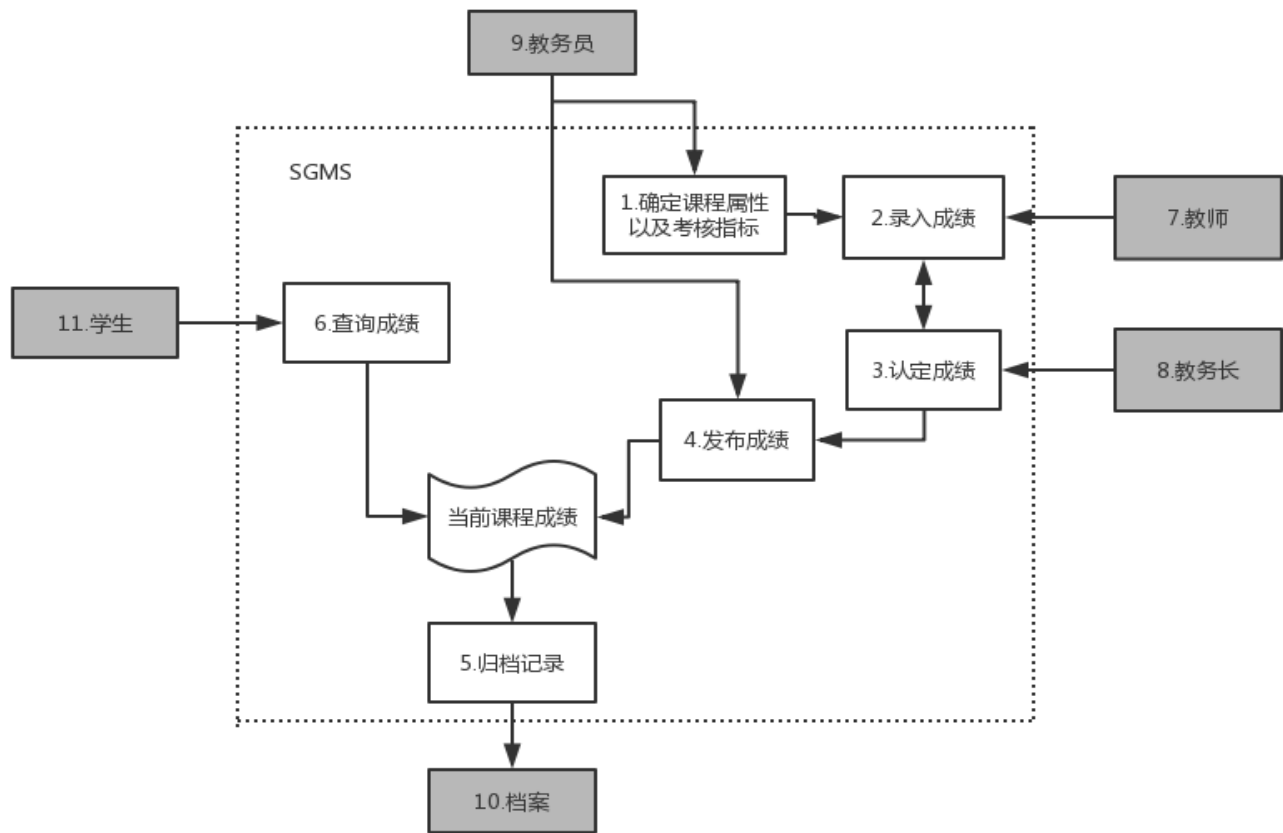 9.教务员
SGMS
1.确定课程属性
以及考核指标
2.录入成绩
7.教师
11.学生
6.查询成绩
3.认定成绩
8.教务长
4.发布成绩
当前课程成绩
5.归档记录
10.档案